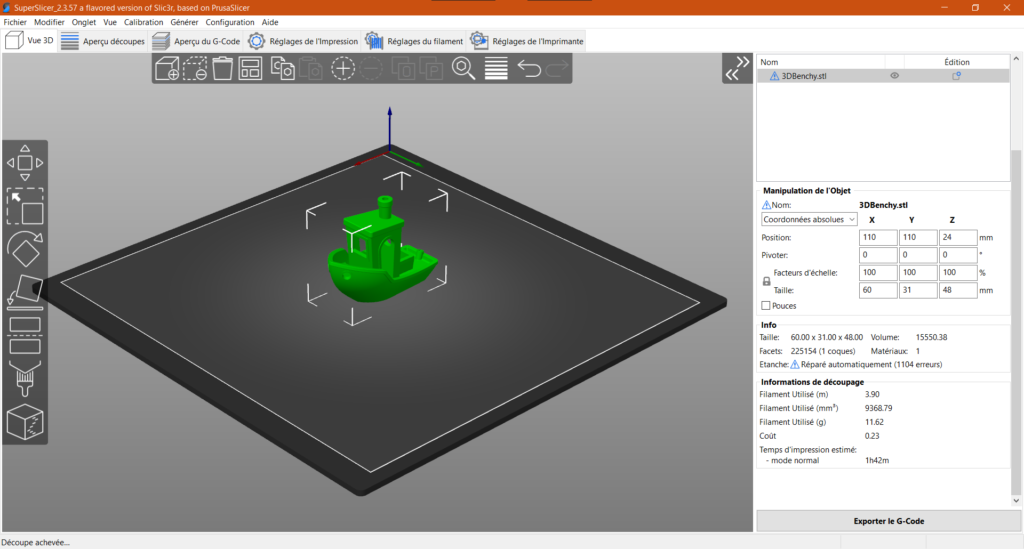 SuperSlicer_2.3.57 a flavored version of Slic3r, based on PrusaSlicer
Fichier Modifier Onglet Vue Calibration Générer Configuration Aide
Vue 3D Aperçu découpes Aperçu du G-Code Réglages de l'Impression Réglages du filament Réglages de l'Imprimante
Nom Édition
3DBenchy.stl
Manipulation de l'Objet
Nom: 3DBenchy.stl
Coordonnées absolues X Y Z
Position: 110 110 24 mm
Pivoter: 0 0 0 °
Facteurs d'échelle: 100 100 100 %
Taille: 60 31 48 mm
Pouces
Info
Taille: 60.00 x 31.00 x 48.00 Volume: 15550.38
Facets: 225154 (1 coques) Matériaux: 1
Etanche: Réparé automatiquement (1104 erreurs)
Informations de découpage
Filament Utilisé (m) 3.90
Filament Utilisé (mm³) 9368.79
Filament Utilisé (g) 11.62
Coût 0.23
Temps d'impression estimé:
- mode normal 1h42m
Exporter le G-Code
Découpe achevée...